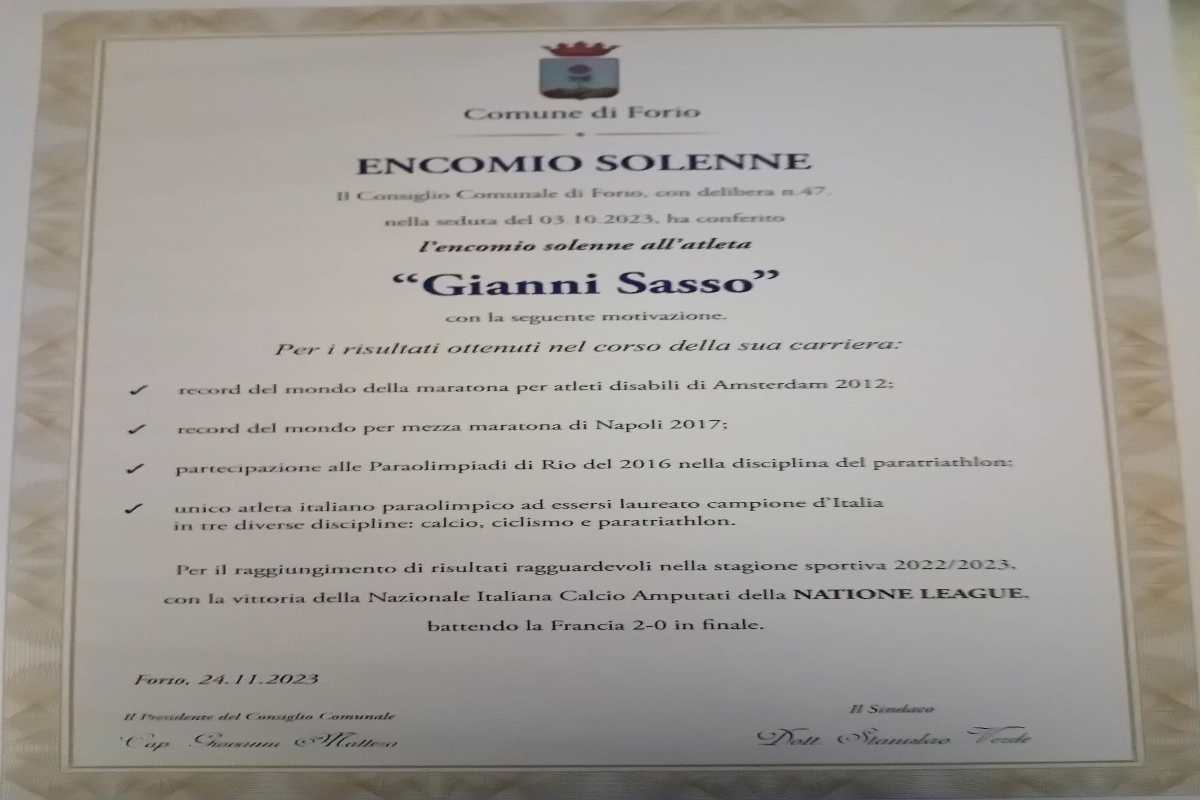 Comune di Forio
ENCOMIO SOLENNE
Il Consiglio Comunale di Forio, con delibera n.47,
nella seduta del 03.10.2023, ha conferito
l'encomio solenne all'atleta
“Gianni Sasso”
con la seguente motivazione.
Per i risultati ottenuti nel corso della sua carriera:
✓ record del mondo della maratona per atleti disabili di Amsterdam 2012;
✓ record del mondo per mezza maratona di Napoli 2017;
✓ partecipazione alle Paraolimpiadi di Rio del 2016 nella disciplina del paratriathlon;
✓ unico atleta italiano paraolimpico ad essersi laureato campione d'Italia
in tre diverse discipline: calcio, ciclismo e paratriathlon.
Per il raggiungimento di risultati ragguardevoli nella stagione sportiva 2022/2023,
con la vittoria della Nazionale Italiana Calcio Amputati della NATIONE LEAGUE,
battendo la Francia 2-0 in finale.
Forio, 24.11.2023
Il Presidente del Consiglio Comunale
Cap. Giovanni Matteo
Il Sindaco
Dott. Stanislao Verde